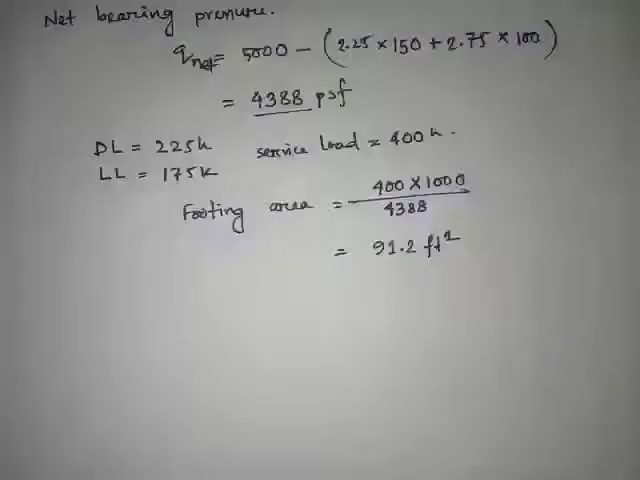 Net bearing pressure.
qnet = 5000 - (2.25 × 150 + 2.75 × 100)
= 4388 psf
DL = 225k service load = 400k.
LL = 175k
Footing area = 400 × 1000 / 4388
= 91.2 ft²